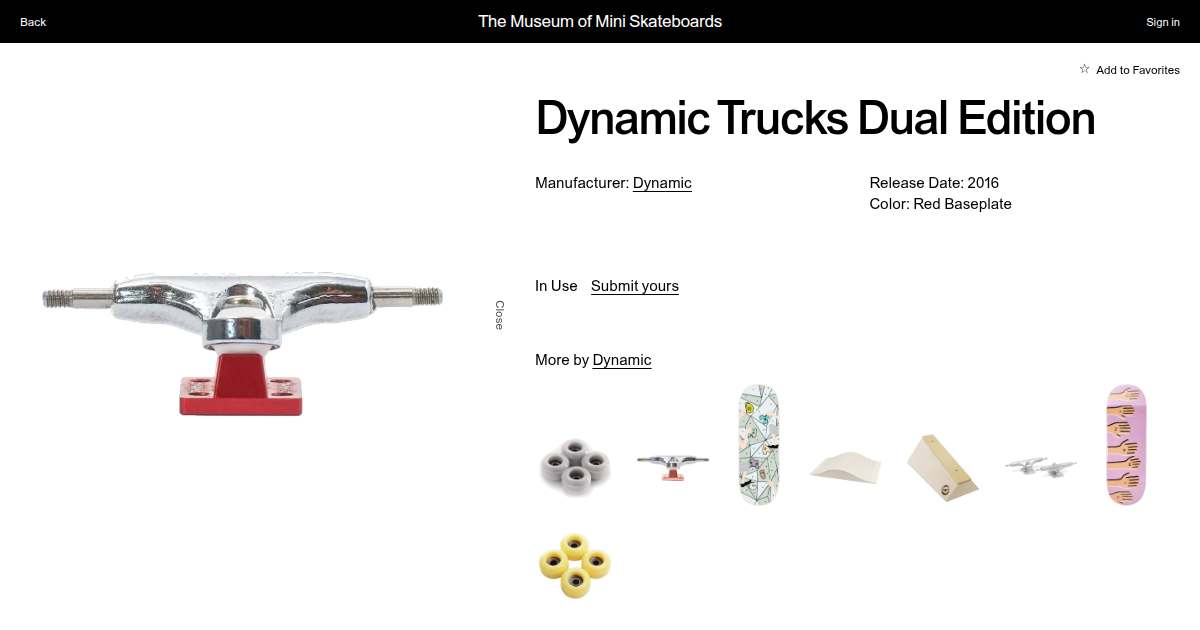 Back
The Museum of Mini Skateboards
Sign in
☆ Add to Favorites
Dynamic Trucks Dual Edition
Manufacturer: Dynamic
Release Date: 2016
Color: Red Baseplate
In Use Submit yours
Close
More by Dynamic